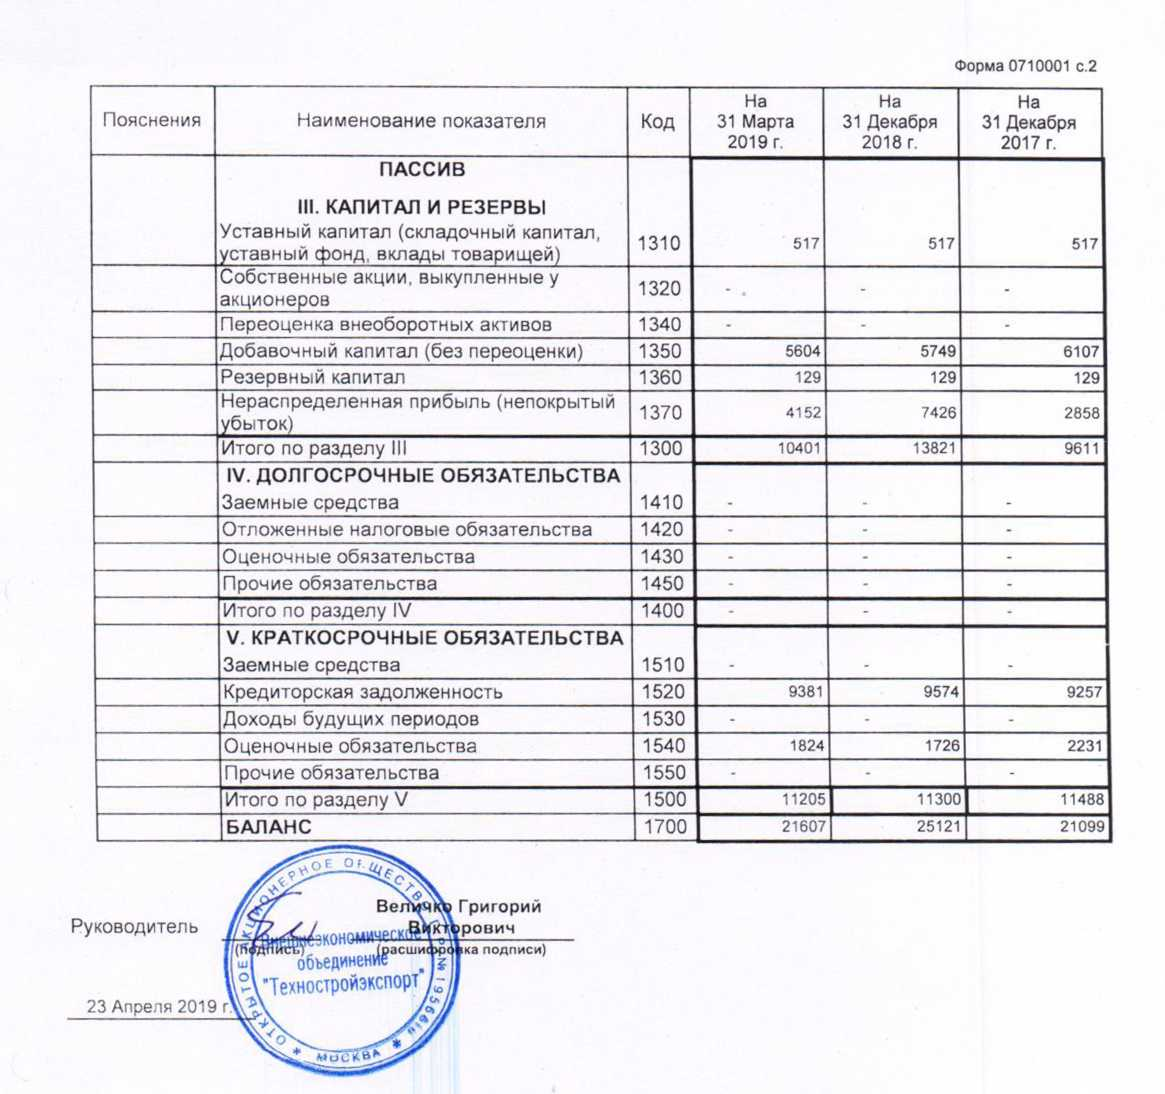 Форма 0710001 с.2
Пояснения Наименование показателя Код На 31 Марта 2019 г. На 31 Декабря 2018 г. На 31 Декабря 2017 г.
ПАССИВ
III. КАПИТАЛ И РЕЗЕРВЫ
Уставный капитал (складочный капитал,
уставный фонд, вклады товарищей) 1310 517 517 517
Собственные акции, выкупленные у
акционеров 1320 - - -
Переоценка внеоборотных активов 1340 - - -
Добавочный капитал (без переоценки) 1350 5604 5749 6107
Резервный капитал 1360 129 129 129
Нераспределенная прибыль (непокрытый
убыток) 1370 4152 7426 2858
Итого по разделу III 1300 10401 13821 9611
IV. ДОЛГОСРОЧНЫЕ ОБЯЗАТЕЛЬСТВА
Заемные средства 1410 - - -
Отложенные налоговые обязательства 1420 - - -
Оценочные обязательства 1430 - - -
Прочие обязательства 1450 - - -
Итого по разделу IV 1400 - - -
V. КРАТКОСРОЧНЫЕ ОБЯЗАТЕЛЬСТВА
Заемные средства 1510 - - -
Кредиторская задолженность 1520 9381 9574 9257
Доходы будущих периодов 1530 - - -
Оценочные обязательства 1540 1824 1726 2231
Прочие обязательства 1550 - - -
Итого по разделу V 1500 11205 11300 11488
БАЛАНС 1700 21607 25121 21099
Величко Григорий
Руководитель Викторович
(подпись) (расшифровка подписи)
23 Апреля 2019 г.
ОТКРЫТОЕ АКЦИОНЕРНОЕ ОБЩЕСТВО
Внешнеэкономическое
объединение
"Технострой­экспорт"
МОСКВА